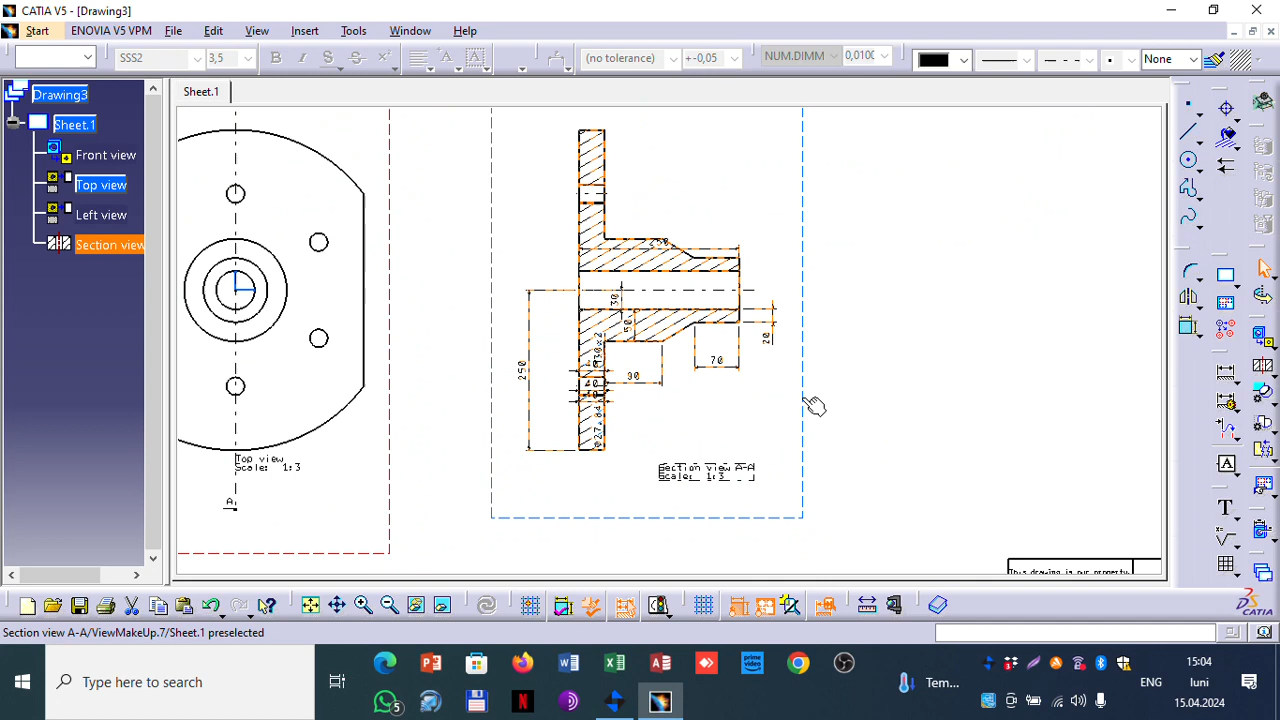 CATIA V5 - [Drawing3]
Start ENOVIA V5 VPM File Edit View Insert Tools Window Help
SSS2 3,5 B I S S (no tolerance) +-0,05 NUM.DIMM 0,0100 None
Drawing3
Sheet.1
Front view
Top view
Left view
Section view
Sheet.1
250
30
50
250
90
70
20
40
Top view
Scale: 1:3
A
Section view A-A
Scale: 1:3
This drawing is our property.
CATIA
Section view A-A/ViewMakeUp.7/Sheet.1 preselected
Type here to search
prime video
5
Tem...
ENG
15:04
luni
15.04.2024